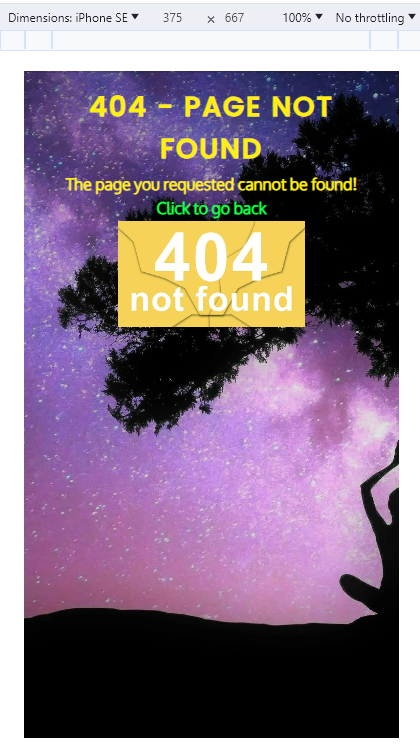 Dimensions: iPhone SE 375 × 667 100% No throttling
404 - PAGE NOT
FOUND
The page you requested cannot be found!
Click to go back
404
not found